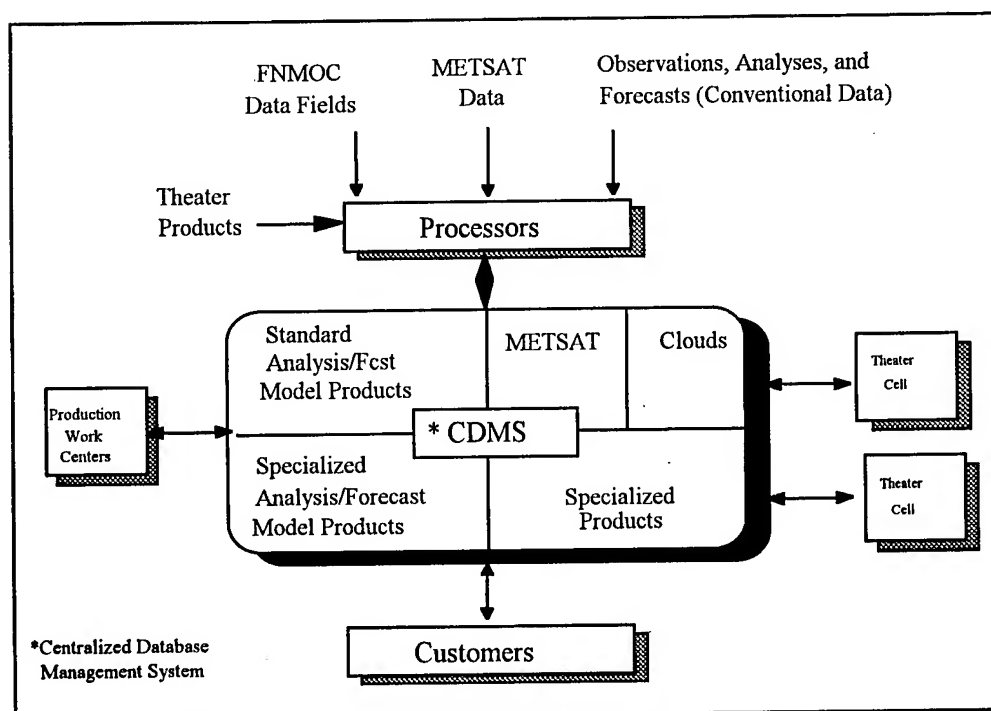 FNMOC
Data Fields
METSAT
Data
Observations, Analyses, and
Forecasts (Conventional Data)
Theater
Products
Processors
Standard
Analysis/Fcst
Model Products
METSAT
Clouds
Theater
Cell
Production
Work
Centers
* CDMS
Specialized
Analysis/Forecast
Model Products
Specialized
Products
Theater
Cell
Customers
*Centralized Database
Management System